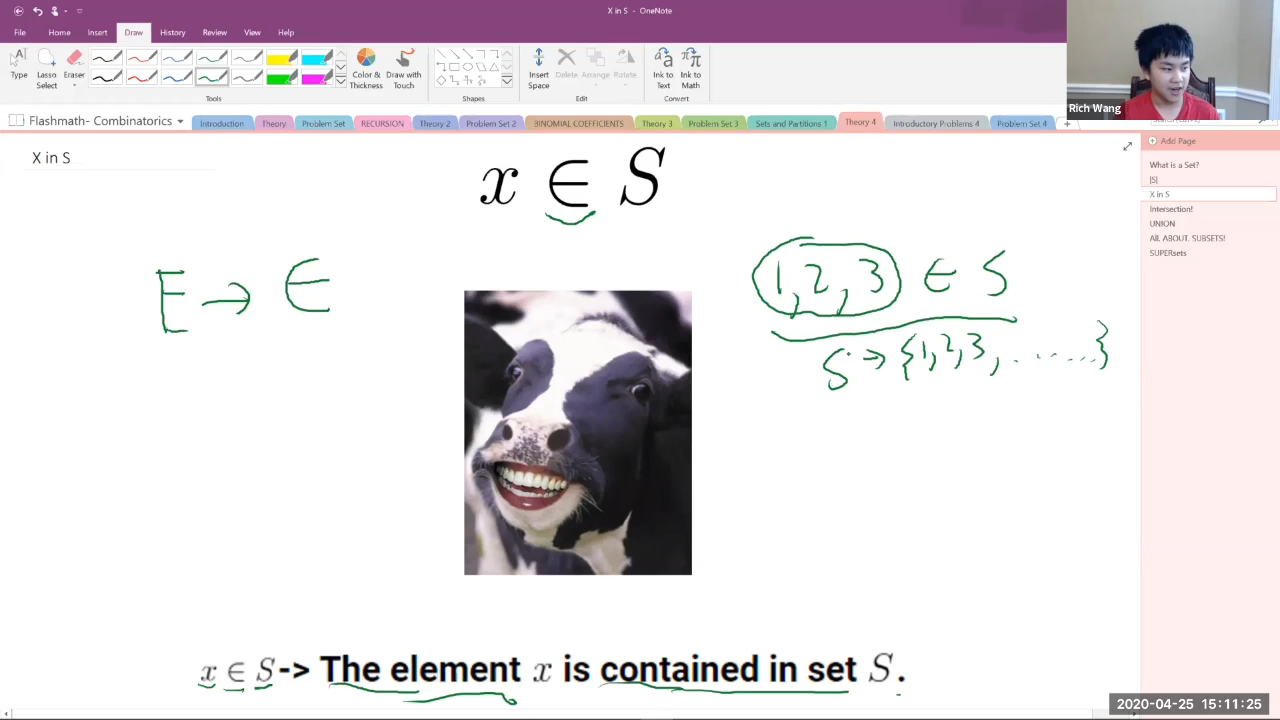 X in S - OneNote
File Home Insert Draw History Review View Help
Type
Lasso Select
Eraser
Color & Thickness
Draw with Touch
Insert Space
Delete
Arrange
Rotate
Ink to Text
Ink to Math
Tools
Shapes
Edit
Convert
Rich Wang
Flashmath- Combinatorics
Introduction Theory Problem Set RECURSION Theory 2 Problem Set 2 BINOMIAL COEFFICIENTS Theory 3 Problem Set 3 Sets and Partitions 1 Theory 4 Introductory Problems 4 Problem Set 4 +
Add Page
What is a Set?
|S|
X in S
Intersection!
UNION
All. ABOUT. SUBSETS!
SUPERsets
X in S
x ∈ S
E → ∈
1, 2, 3 ∈ S
S → {1, 2, 3, ......}
x ∈ S-> The element x is contained in set S.
2020-04-25 15:11:25